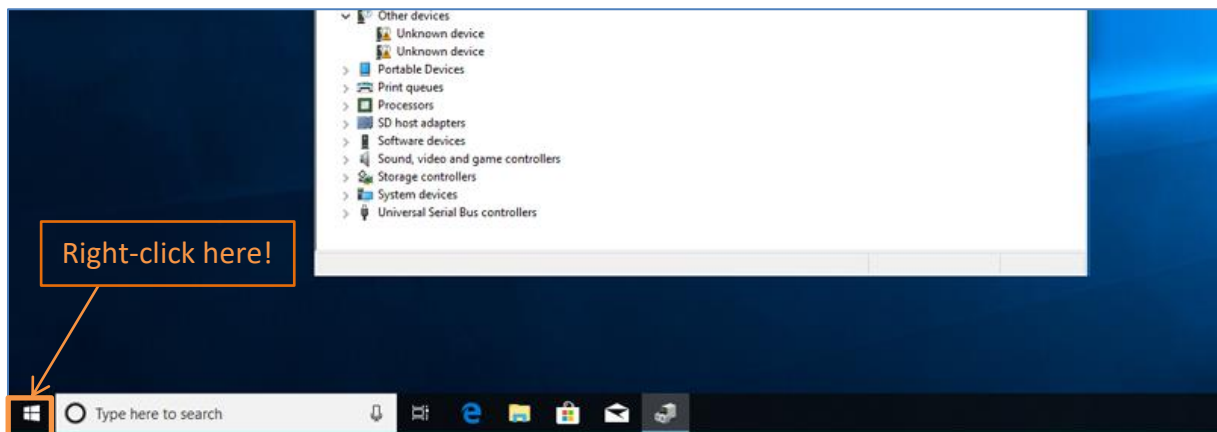 Other devices
Unknown device
Unknown device
Portable Devices
Print queues
Processors
SD host adapters
Software devices
Sound, video and game controllers
Storage controllers
System devices
Universal Serial Bus controllers
Right-click here!
Type here to search